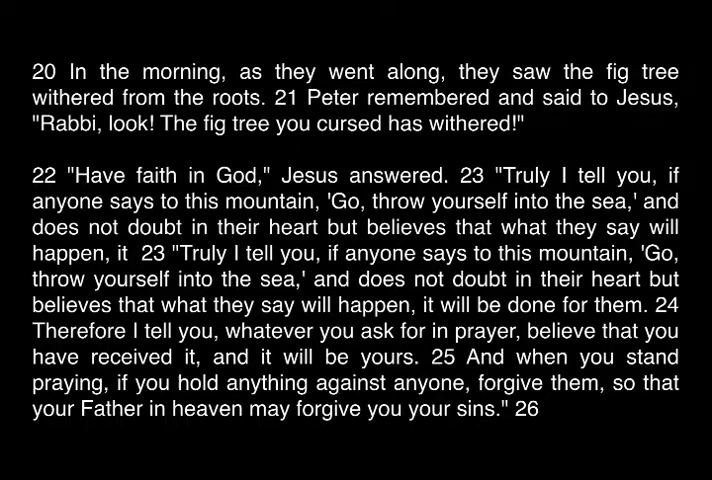 20 In the morning, as they went along, they saw the fig tree
withered from the roots. 21 Peter remembered and said to Jesus,
"Rabbi, look! The fig tree you cursed has withered!"
22 "Have faith in God," Jesus answered. 23 "Truly I tell you, if
anyone says to this mountain, 'Go, throw yourself into the sea,' and
does not doubt in their heart but believes that what they say will
happen, it  23 "Truly I tell you, if anyone says to this mountain, 'Go,
throw yourself into the sea,' and does not doubt in their heart but
believes that what they say will happen, it will be done for them. 24
Therefore I tell you, whatever you ask for in prayer, believe that you
have received it, and it will be yours. 25 And when you stand
praying, if you hold anything against anyone, forgive them, so that
your Father in heaven may forgive you your sins." 26